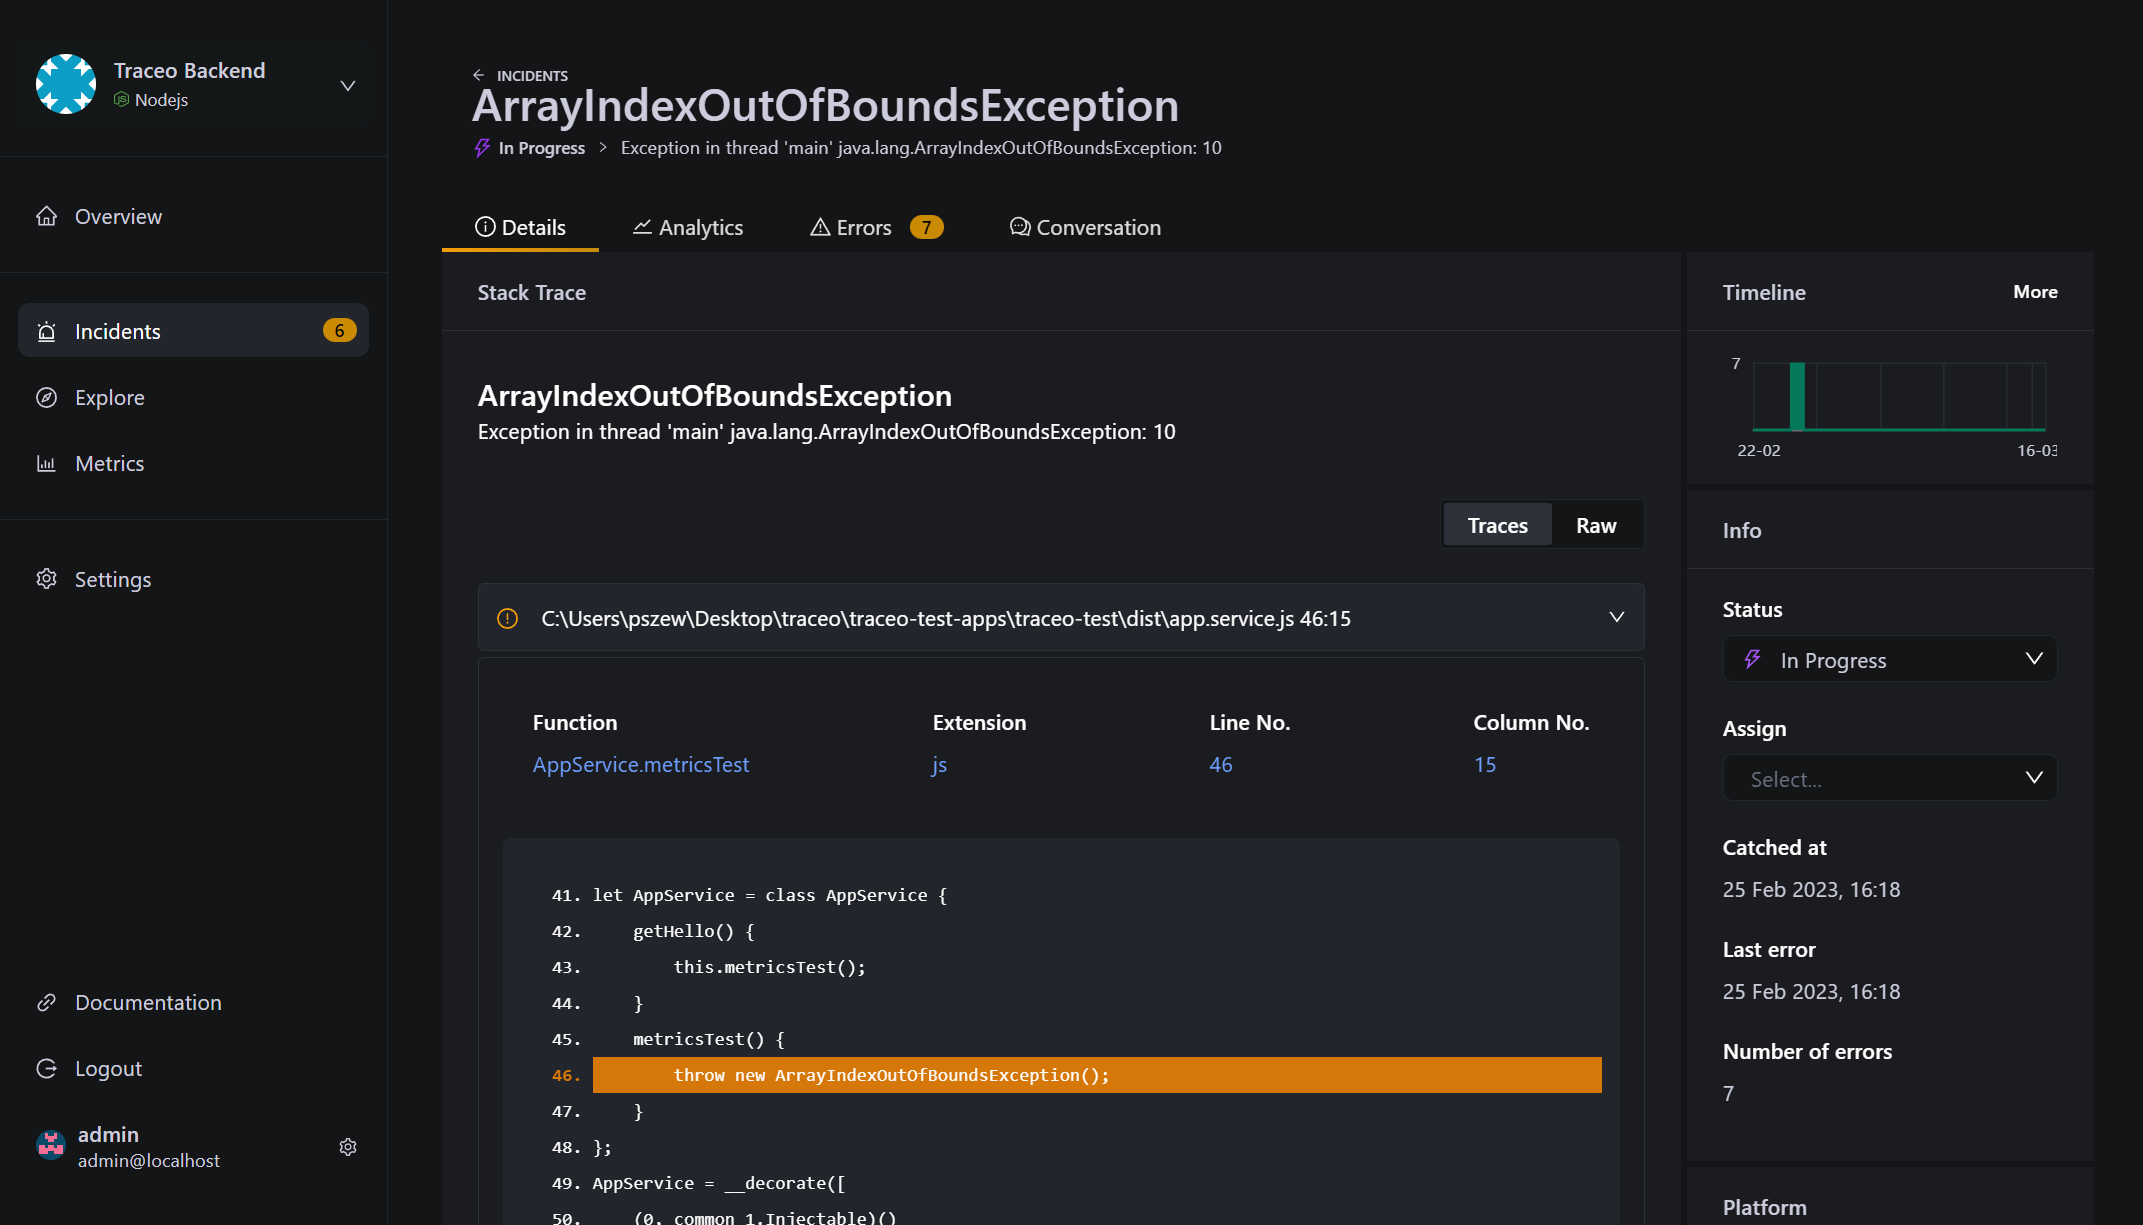 Traceo Backend
Nodejs
Overview
Incidents 6
Explore
Metrics
Settings
Documentation
Logout
admin
admin@localhost
INCIDENTS
ArrayIndexOutOfBoundsException
In Progress > Exception in thread 'main' java.lang.ArrayIndexOutOfBoundsException: 10
Details Analytics Errors 7 Conversation
Stack Trace
ArrayIndexOutOfBoundsException
Exception in thread 'main' java.lang.ArrayIndexOutOfBoundsException: 10
Traces Raw
C:\Users\pszew\Desktop\traceo\traceo-test-apps\traceo-test\dist\app.service.js 46:15
Function Extension Line No. Column No.
AppService.metricsTest js 46 15
41. let AppService = class AppService {
42. getHello() {
43. this.metricsTest();
44. }
45. metricsTest() {
46. throw new ArrayIndexOutOfBoundsException();
47. }
48. };
49. AppService = __decorate([
50. (0, common_1.Injectable)()
Timeline More
7
22-02 16-03
Info
Status
In Progress
Assign
Select...
Catched at
25 Feb 2023, 16:18
Last error
25 Feb 2023, 16:18
Number of errors
7
Platform